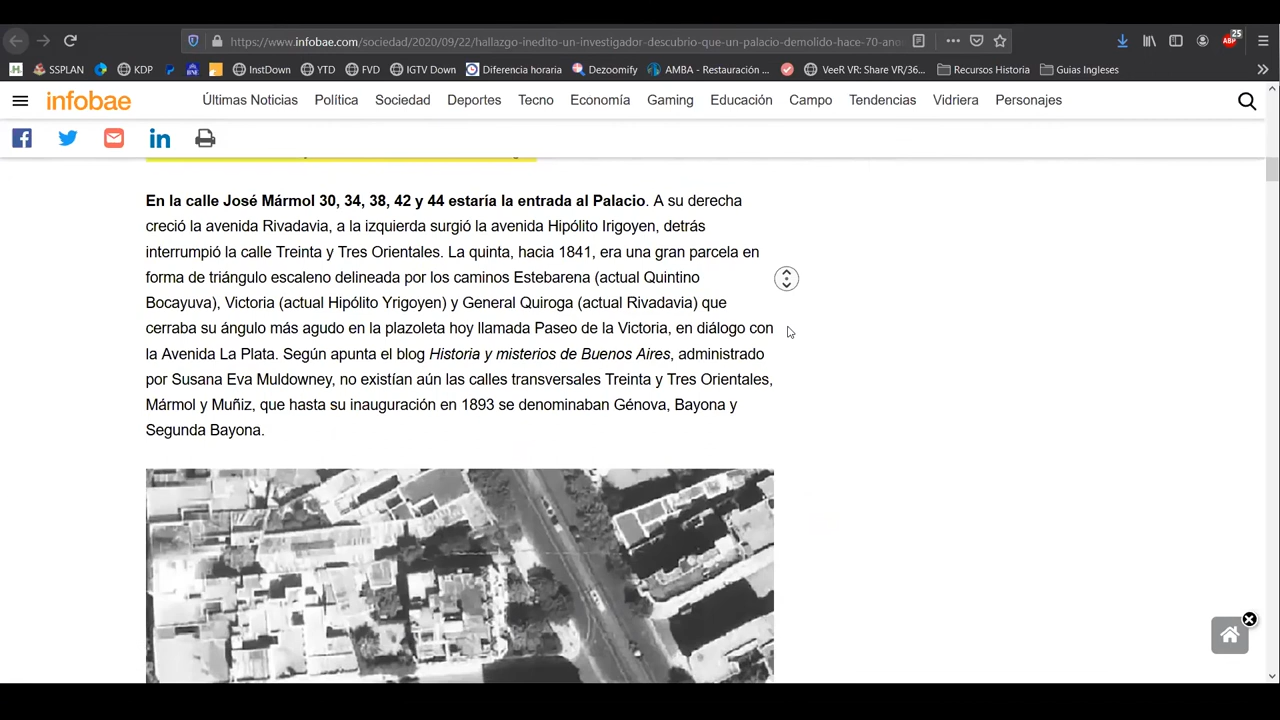 https://www.infobae.com/sociedad/2020/09/22/hallazgo-inedito-un-investigador-descubrio-que-un-palacio-demolido-hace-70-ano
25
SSPLAN KDP InstDown YTD FVD IGTV Down Diferencia horaria Dezoomify AMBA - Restauración ... VeeR VR: Share VR/36... Recursos Historia Guias Ingleses
infobae Últimas Noticias Política Sociedad Deportes Tecno Economía Gaming Educación Campo Tendencias Vidriera Personajes
En la calle José Mármol 30, 34, 38, 42 y 44 estaría la entrada al Palacio. A su derecha
creció la avenida Rivadavia, a la izquierda surgió la avenida Hipólito Irigoyen, detrás
interrumpió la calle Treinta y Tres Orientales. La quinta, hacia 1841, era una gran parcela en
forma de triángulo escaleno delineada por los caminos Estebarena (actual Quintino
Bocayuva), Victoria (actual Hipólito Yrigoyen) y General Quiroga (actual Rivadavia) que
cerraba su ángulo más agudo en la plazoleta hoy llamada Paseo de la Victoria, en diálogo con
la Avenida La Plata. Según apunta el blog Historia y misterios de Buenos Aires, administrado
por Susana Eva Muldowney, no existían aún las calles transversales Treinta y Tres Orientales,
Mármol y Muñiz, que hasta su inauguración en 1893 se denominaban Génova, Bayona y
Segunda Bayona.